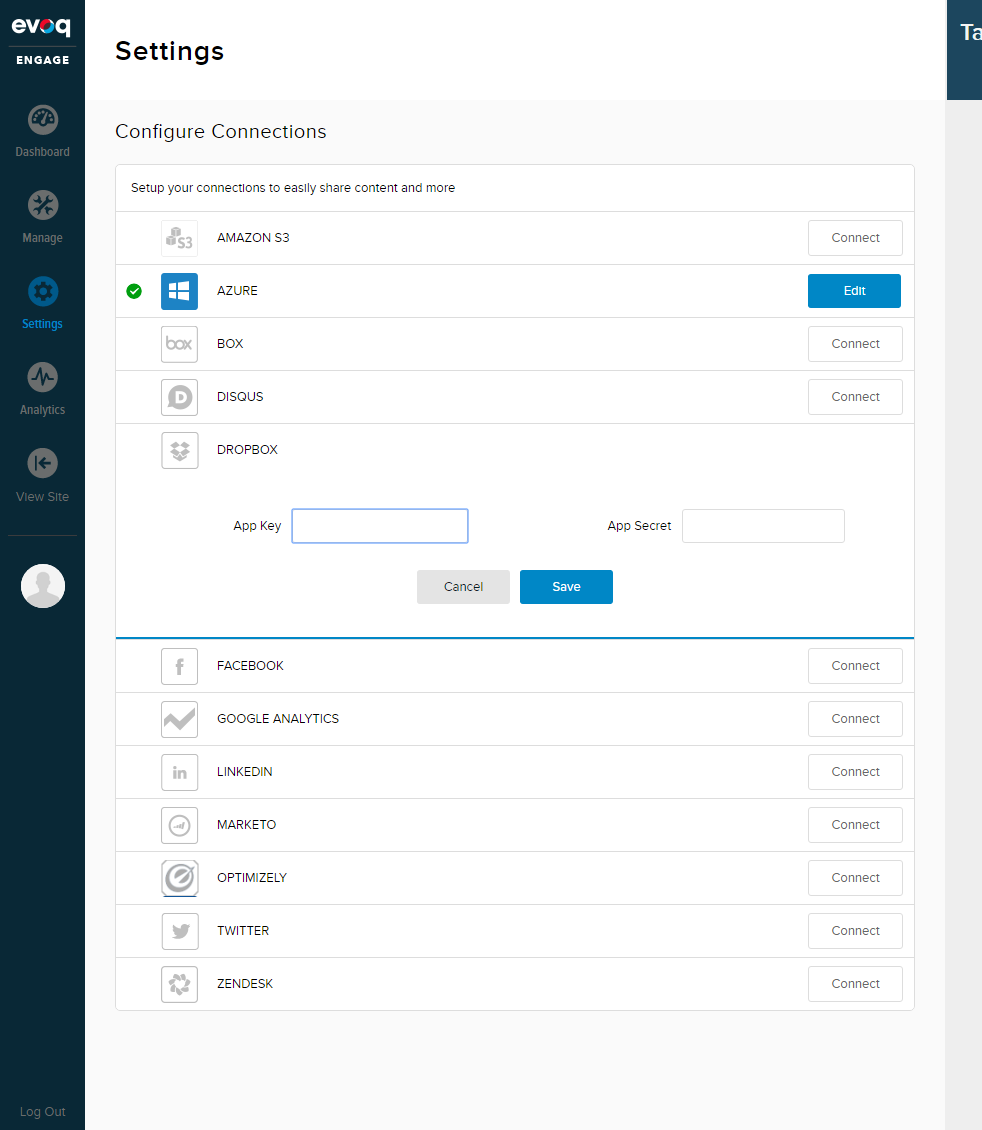 evoq
ENGAGE
Dashboard
Manage
Settings
Analytics
View Site
Log Out
Settings
Ta
Configure Connections
Setup your connections to easily share content and more
S3 AMAZON S3 Connect
AZURE Edit
box BOX Connect
D DISQUS Connect
DROPBOX
App Key App Secret
Cancel Save
f FACEBOOK Connect
GOOGLE ANALYTICS Connect
in LINKEDIN Connect
MARKETO Connect
OPTIMIZELY Connect
TWITTER Connect
ZENDESK Connect